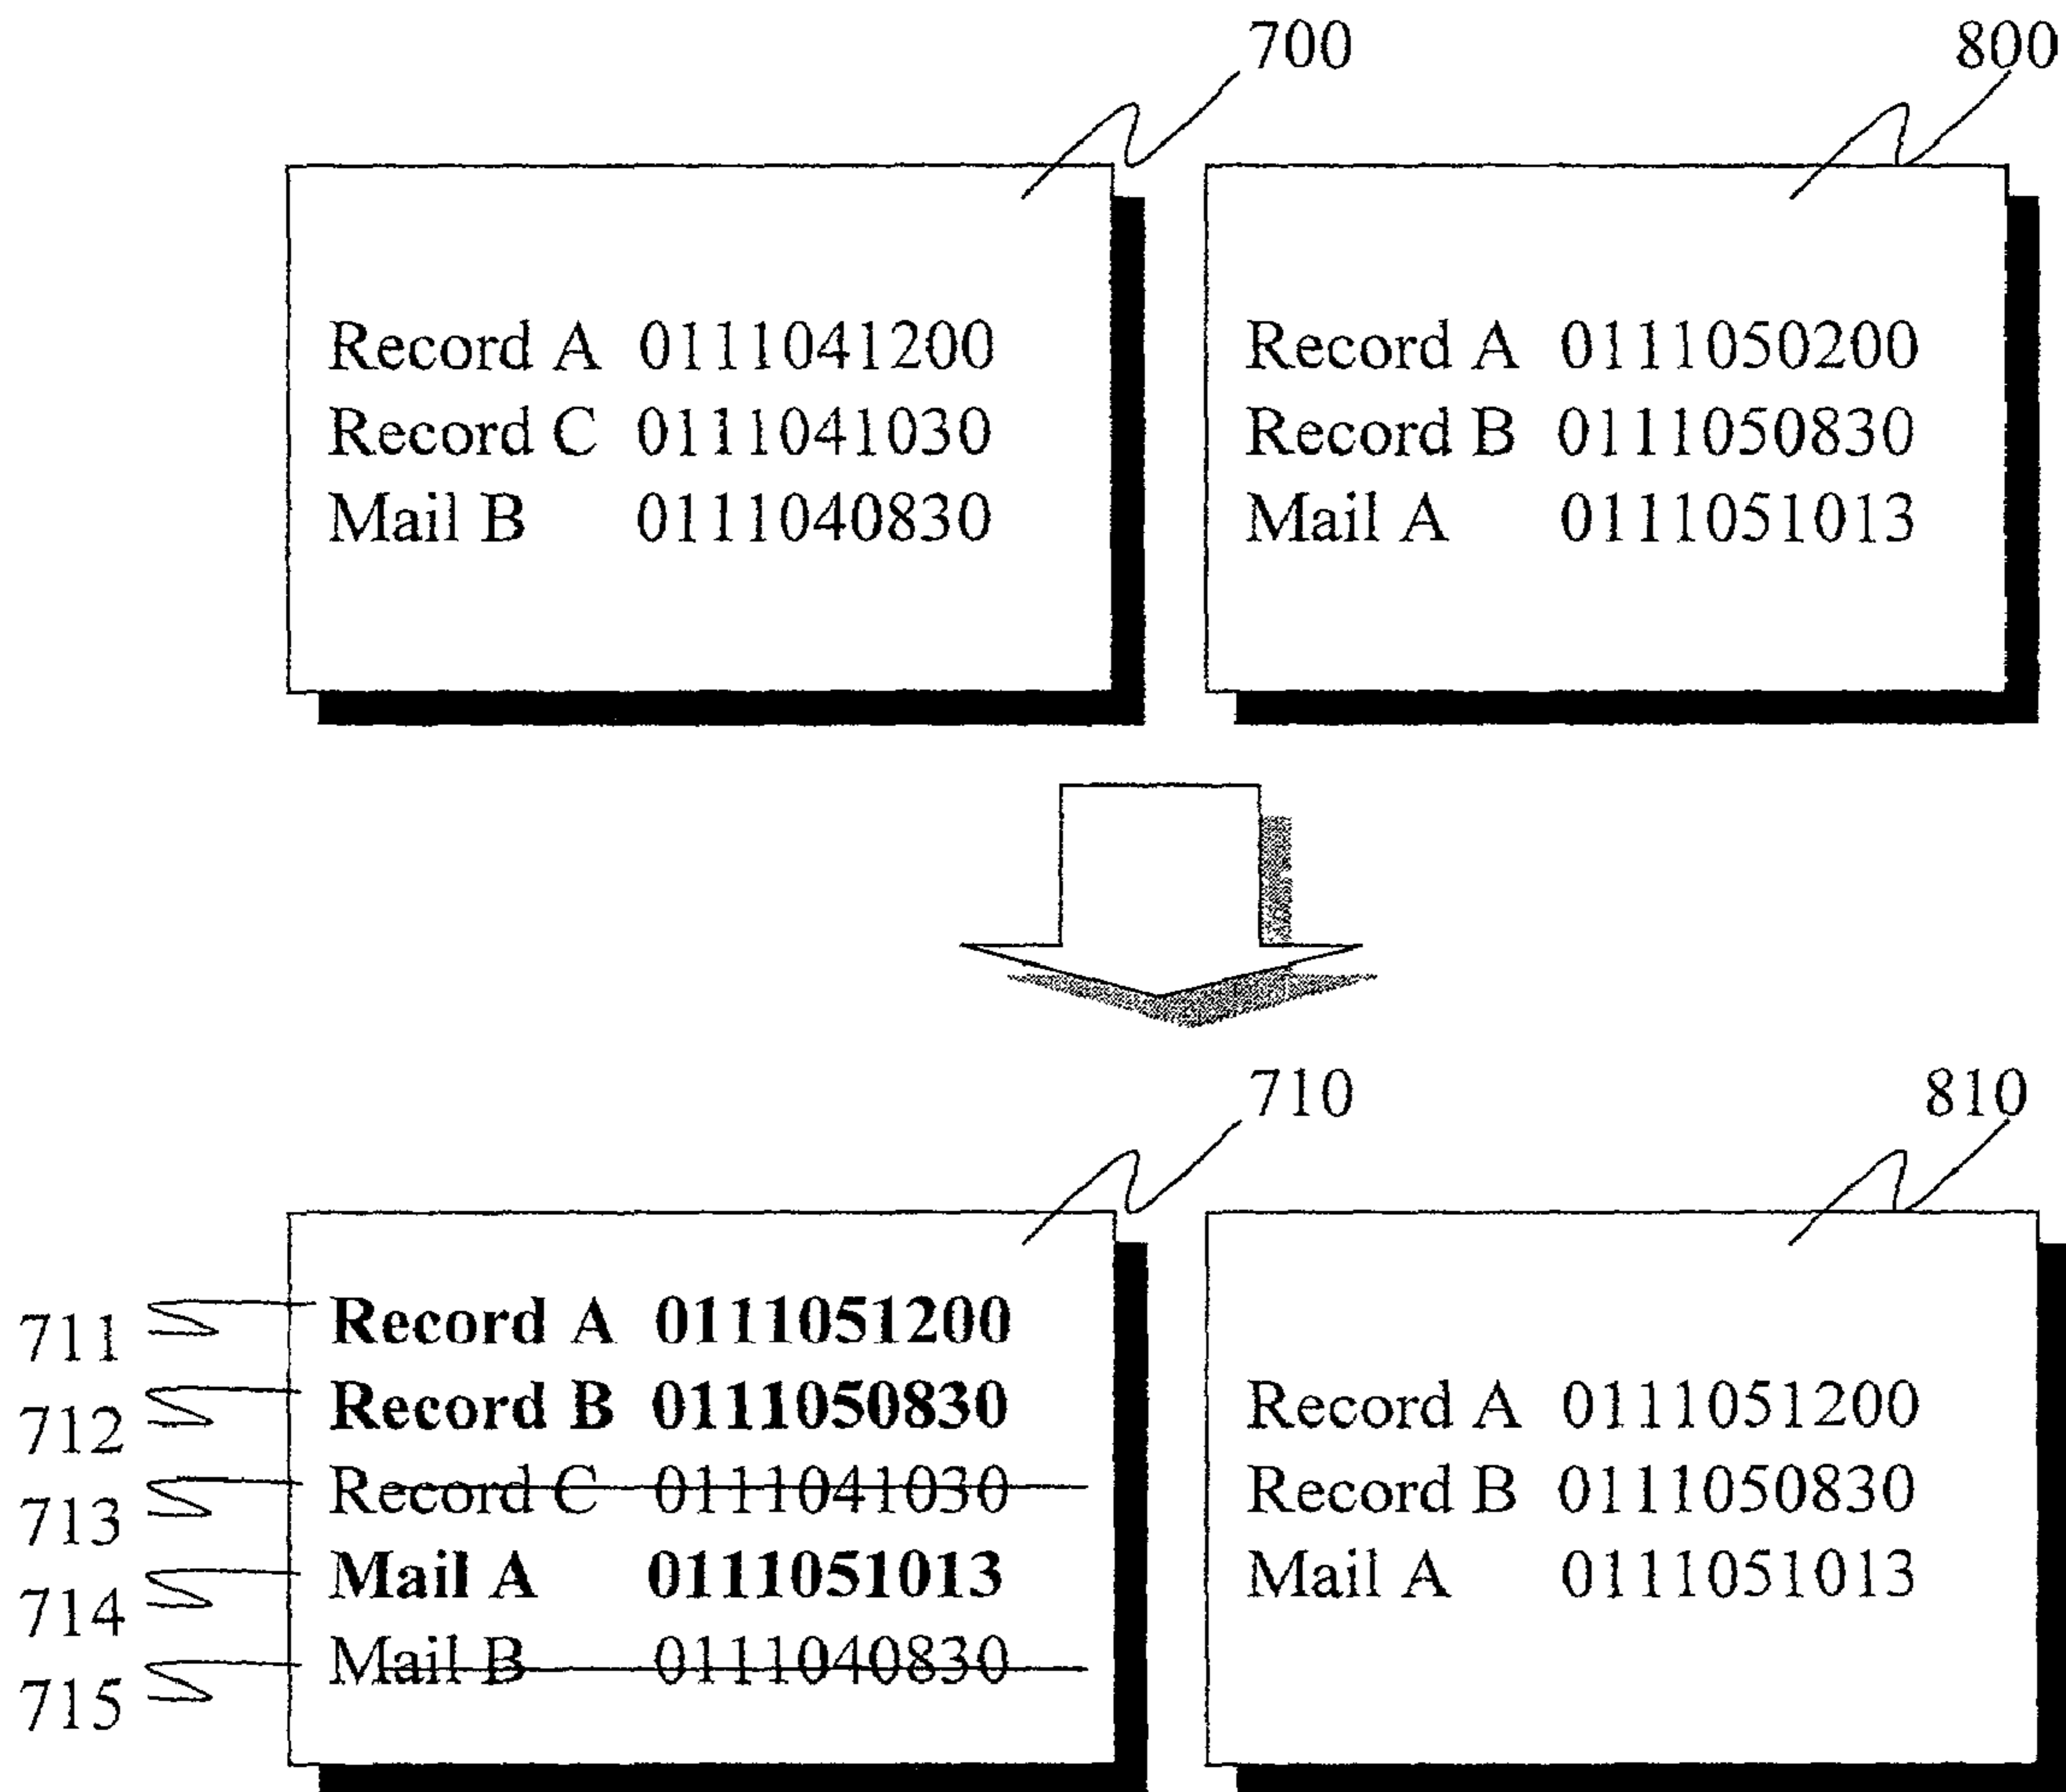 700
800
Record A 0111041200
Record C 0111041030
Mail B 0111040830
Record A 0111050200
Record B 0111050830
Mail A 0111051013
710
810
711
712
713
714
715
Record A 0111051200
Record B 0111050830
Record C 0111041030
Mail A 0111051013
Mail B 0111040830
Record A 0111051200
Record B 0111050830
Mail A 0111051013